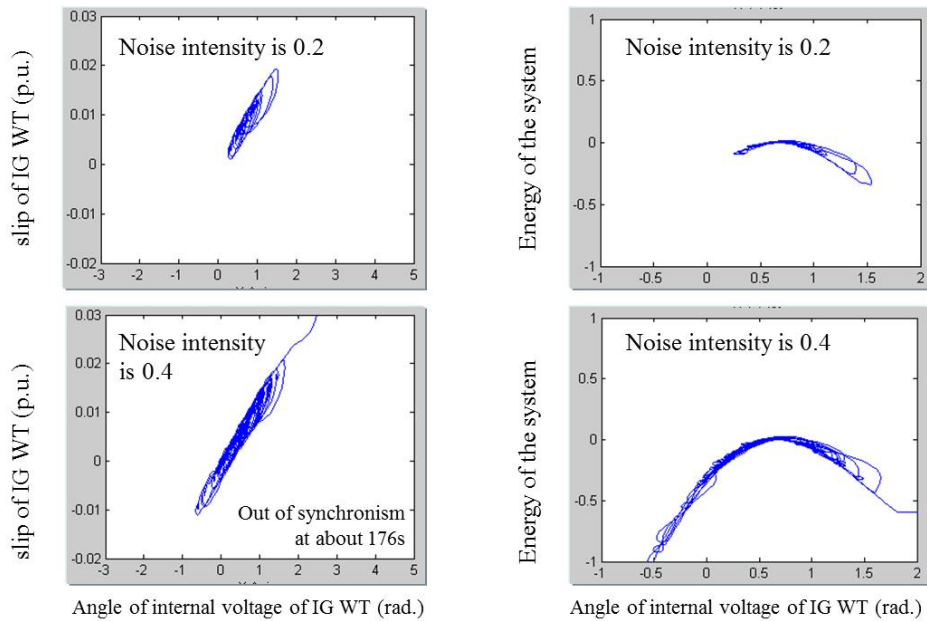 Noise intensity is 0.2
slip of IG WT (p.u.)
0.03
0.02
0.01
0
-0.01
-0.02
-3 -2 -1 0 1 2 3 4 5
Noise intensity is 0.2
Energy of the system
1
0.5
0
-0.5
-1
-1 -0.5 0 0.5 1 1.5 2
Noise intensity
is 0.4
slip of IG WT (p.u.)
0.03
0.02
0.01
0
-0.01
-0.02
Out of synchronism
at about 176s
-3 -2 -1 0 1 2 3 4 5
Angle of internal voltage of IG WT (rad.)
Noise intensity is 0.4
Energy of the system
1
0.5
0
-0.5
-1
-1 -0.5 0 0.5 1 1.5 2
Angle of internal voltage of IG WT (rad.)